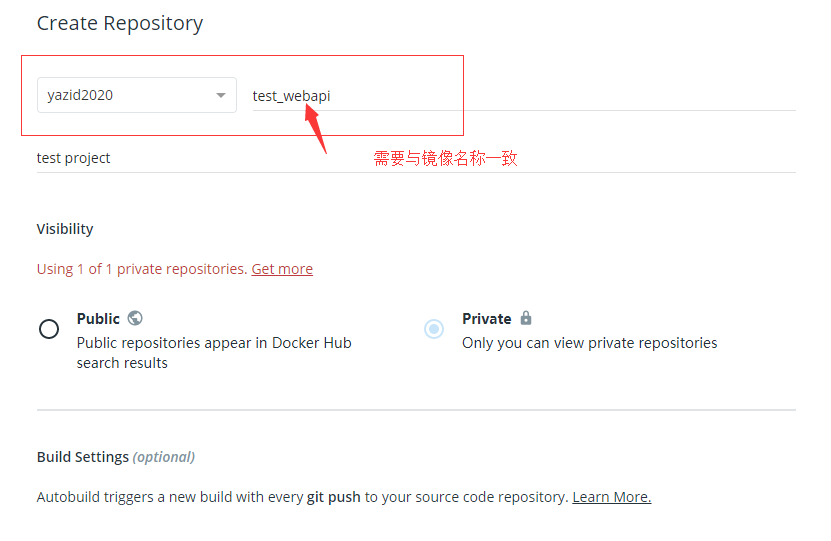 Create Repository
yazid2020
test_webapi
test project
需要与镜像名称一致
Visibility
Using 1 of 1 private repositories. Get more
Public
Public repositories appear in Docker Hub
search results
Private
Only you can view private repositories
Build Settings (optional)
Autobuild triggers a new build with every git push to your source code repository. Learn More.